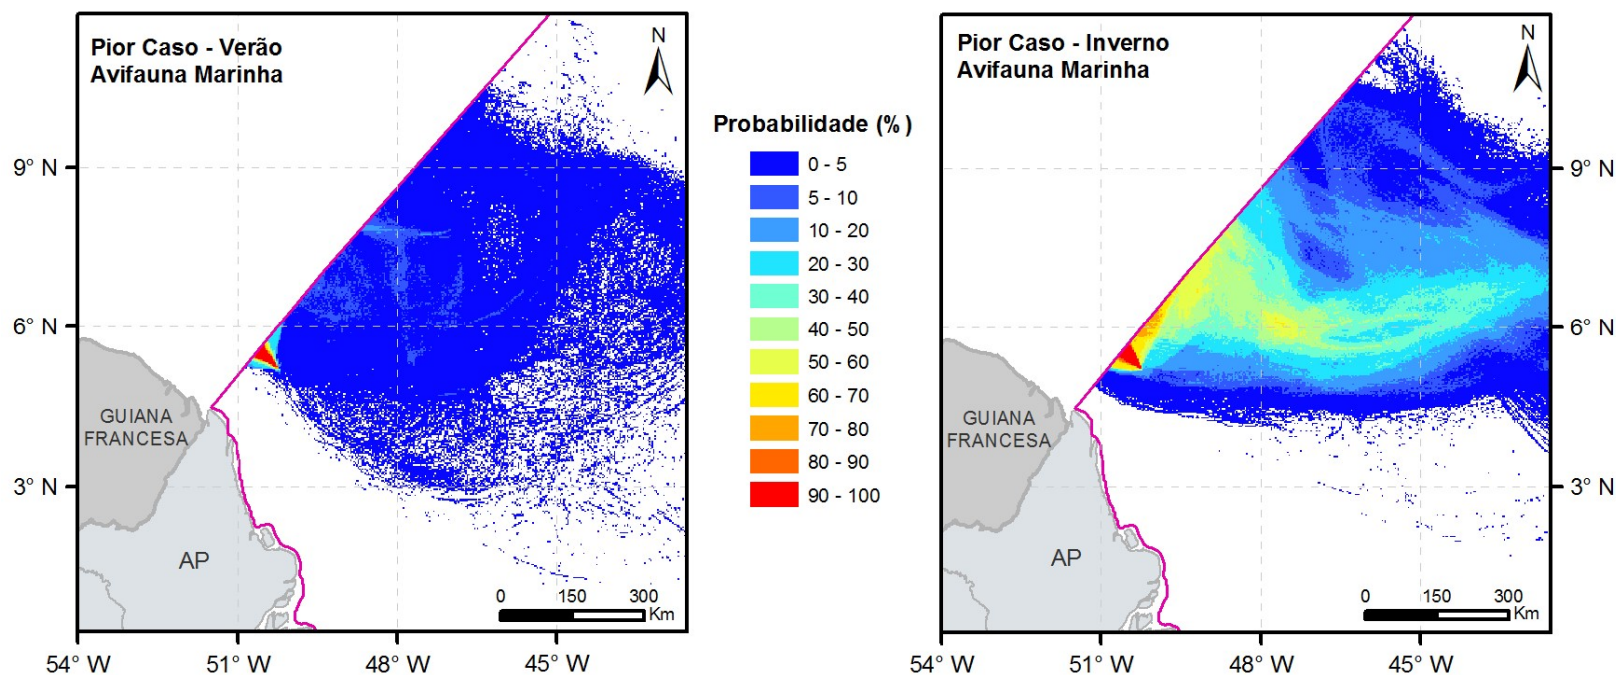 Pior Caso - Verão
Avifauna Marinha
N
9° N
6° N
3° N
GUIANA
FRANCESA
AP
0 150 300
Km
54° W 51° W 48° W 45° W
Probabilidade (%)
0 - 5
5 - 10
10 - 20
20 - 30
30 - 40
40 - 50
50 - 60
60 - 70
70 - 80
80 - 90
90 - 100
Pior Caso - Inverno
Avifauna Marinha
N
9° N
6° N
3° N
GUIANA
FRANCESA
AP
0 150 300
Km
54° W 51° W 48° W 45° W